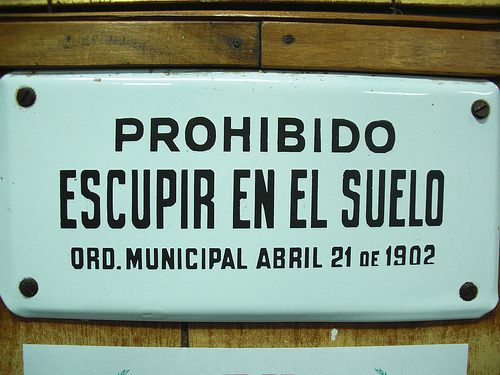 PROHIBIDO
ESCUPIR EN EL SUELO
ORD. MUNICIPAL ABRIL 21 DE 1902